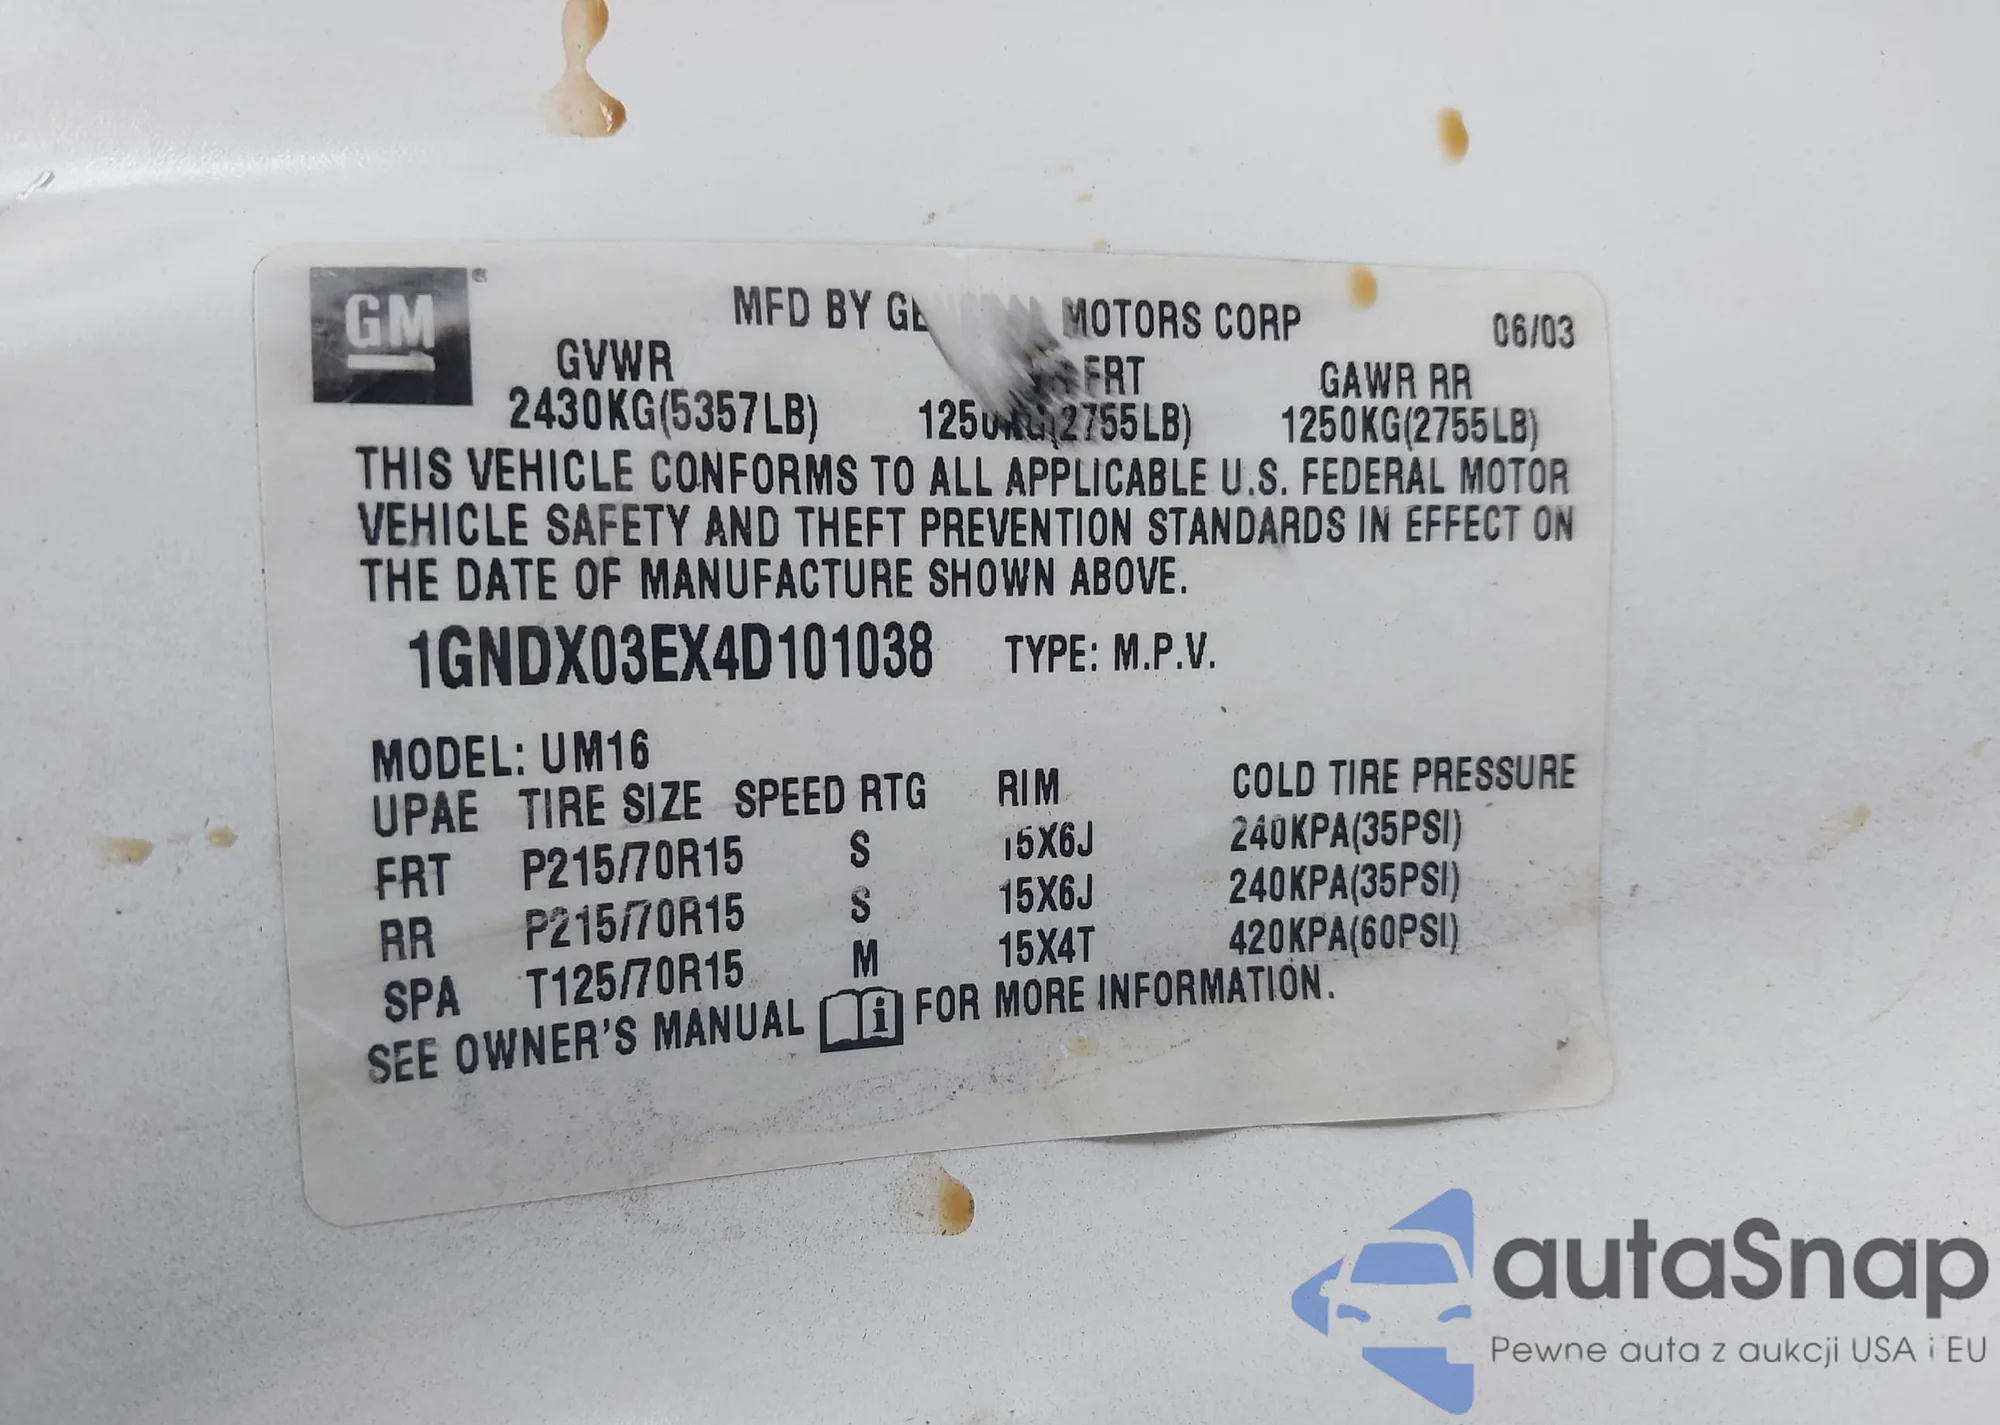 GM®
MFD BY GENERAL MOTORS CORP 06/03
GVWR FRT GAWR RR
2430KG(5357LB) 1250KG(2755LB) 1250KG(2755LB)
THIS VEHICLE CONFORMS TO ALL APPLICABLE U.S. FEDERAL MOTOR
VEHICLE SAFETY AND THEFT PREVENTION STANDARDS IN EFFECT ON
THE DATE OF MANUFACTURE SHOWN ABOVE.
1GNDX03EX4D101038 TYPE: M.P.V.
MODEL: UM16
UPAE TIRE SIZE SPEED RTG RIM COLD TIRE PRESSURE
FRT P215/70R15 S 15X6J 240KPA(35PSI)
RR P215/70R15 S 15X6J 240KPA(35PSI)
SPA T125/70R15 M 15X4T 420KPA(60PSI)
SEE OWNER'S MANUAL i FOR MORE INFORMATION.
autaSnap
Pewne auta z aukcji USA i EU